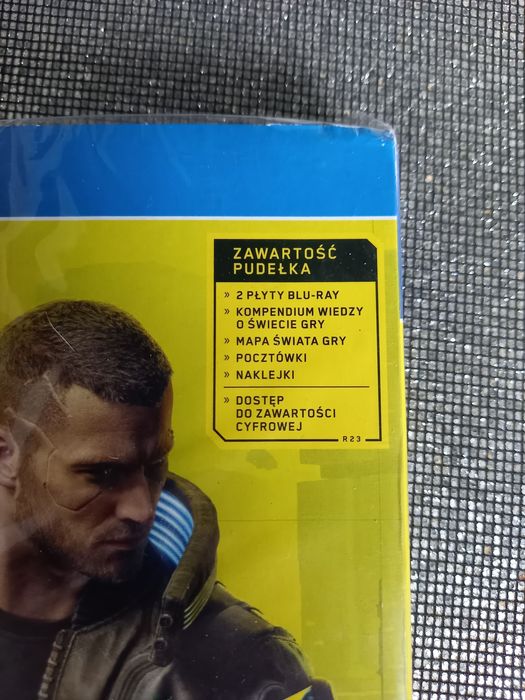 ZAWARTOŚĆ
PUDEŁKA
» 2 PŁYTY BLU-RAY
» KOMPENDIUM WIEDZY
O ŚWIECIE GRY
» MAPA ŚWIATA GRY
» POCZTÓWKI
» NAKLEJKI
» DOSTĘP
DO ZAWARTOŚCI
CYFROWEJ
R23